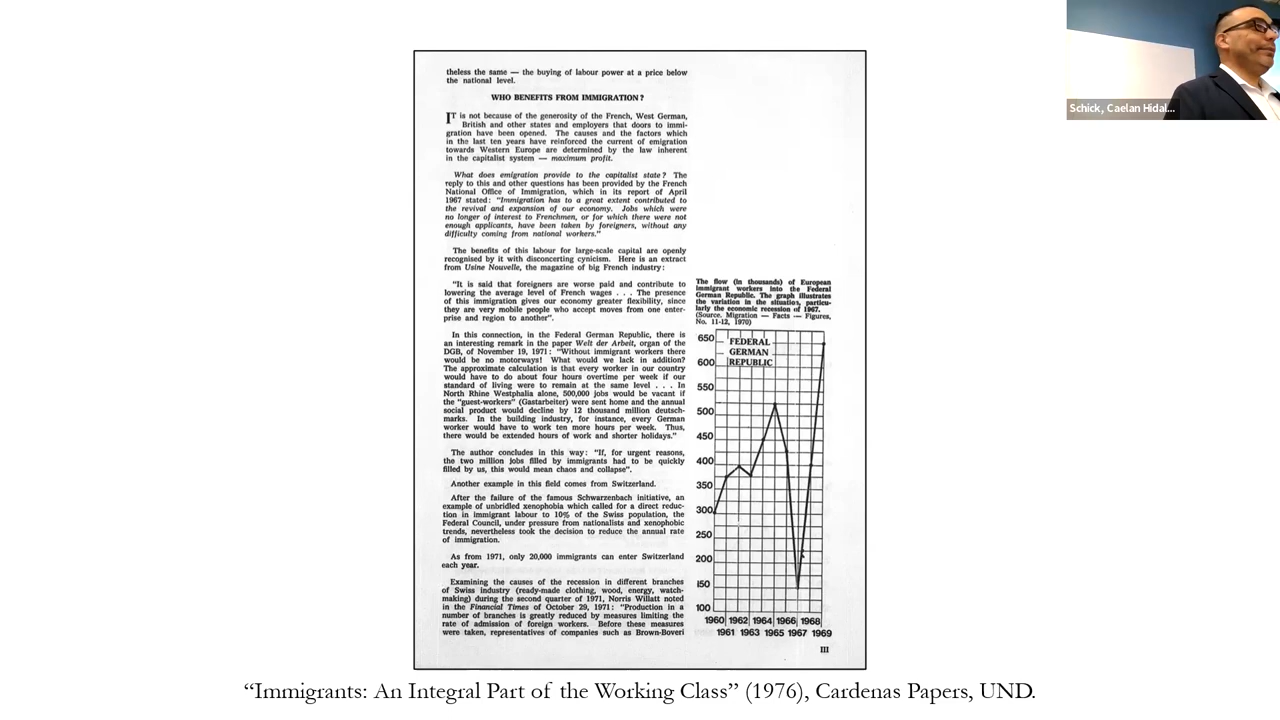 Schick, Caelan Hidal...
theless the same — the buying of labour power at a price below
the national level.
WHO BENEFITS FROM IMMIGRATION?
IT is not because of the generosity of the French, West German,
British and other states and employers that doors to immi-
gration have been opened. The causes and the factors which
in the last ten years have reinforced the current of emigration
towards Western Europe are determined by the law inherent
in the capitalist system — maximum profit.
What does emigration provide to the capitalist state? The
reply to this and other questions has been provided by the French
National Office of Immigration, which in its report of April
1967 stated: "Immigration has to a great extent contributed to
the revival and expansion of our economy. Jobs which were
no longer of interest to Frenchmen, or for which there were not
enough applicants, have been taken by foreigners, without any
difficulty coming from national workers."
The benefits of this labour for large-scale capital are openly
recognised by it with disconcerting cynicism. Here is an extract
from Usine Nouvelle, the magazine of big French industry:
"It is said that foreigners are worse paid and contribute to
lowering the average level of French wages . . . The presence
of this immigration gives our economy greater flexibility, since
they are very mobile people who accept moves from one enter-
prise and region to another".
In this connection, in the Federal German Republic, there is
an interesting remark in the paper Welt der Arbeit, organ of the
DGB, of November 19, 1971: "Without immigrant workers there
would be no motorways! What would we lack in addition?
The approximate calculation is that every worker in our country
would have to do about four hours overtime per week if our
standard of living were to remain at the same level . . . In
North Rhine Westphalia alone, 500,000 jobs would be vacant if
the "guest-workers" (Gastarbeiter) were sent home and the annual
social product would decline by 12 thousand million deutsch-
marks. In the building industry, for instance, every German
worker would have to work ten more hours per week. Thus,
there would be extended hours of work and shorter holidays."
The author concludes in this way: "If, for urgent reasons,
the two million jobs filled by immigrants had to be quickly
filled by us, this would mean chaos and collapse".
Another example in this field comes from Switzerland.
After the failure of the famous Schwarzenbach initiative, an
example of unbridled xenophobia which called for a direct reduc-
tion in immigrant labour to 10% of the Swiss population, the
Federal Council, under pressure from nationalists and xenophobic
trends, nevertheless took the decision to reduce the annual rate
of immigration.
As from 1971, only 20,000 immigrants can enter Switzerland
each year.
Examining the causes of the recession in different branches
of Swiss industry (ready-made clothing, wood, energy, watch-
making) during the second quarter of 1971, Norris Willatt noted
in the Financial Times of October 29, 1971: "Production in a
number of branches is greatly reduced by measures limiting the
rate of admission of foreign workers. Before these measures
were taken, representatives of companies such as Brown-Boveri
The flow (in thousands) of European
immigrant workers into the Federal
German Republic. The graph illustrates
the variation in the situation, particu-
larly the economic recession of 1967.
(Source. Migration — Facts — Figures,
No. 11-12, 1970)
FEDERAL
GERMAN
REPUBLIC
650
600
550
500
450
400
350
300
250
200
150
100
1960 1962 1964 1966 1968
1961 1963 1965 1967 1969
III
“Immigrants: An Integral Part of the Working Class” (1976), Cardenas Papers, UND.